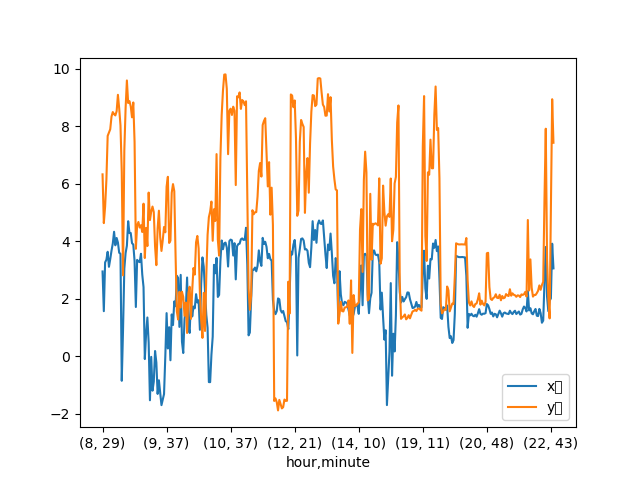 10
8
6
4
2
0
−2
(8, 29) (9, 37) (10, 37) (12, 21) (14, 10) (19, 11) (20, 48) (22, 43)
hour,minute
x
y